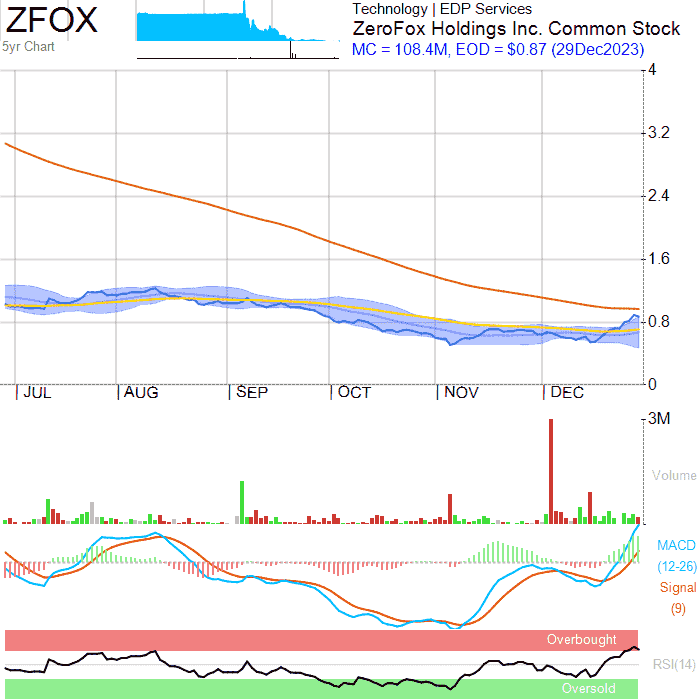 ZFOX
5yr Chart
Technology | EDP Services
ZeroFox Holdings Inc. Common Stock
MC = 108.4M, EOD = $0.87 (29Dec2023)
4
3.2
2.4
1.6
0.8
0
JUL AUG SEP OCT NOV DEC
3M
Volume
MACD
(12-26)
Signal
(9)
Overbought
RSI(14)
Oversold